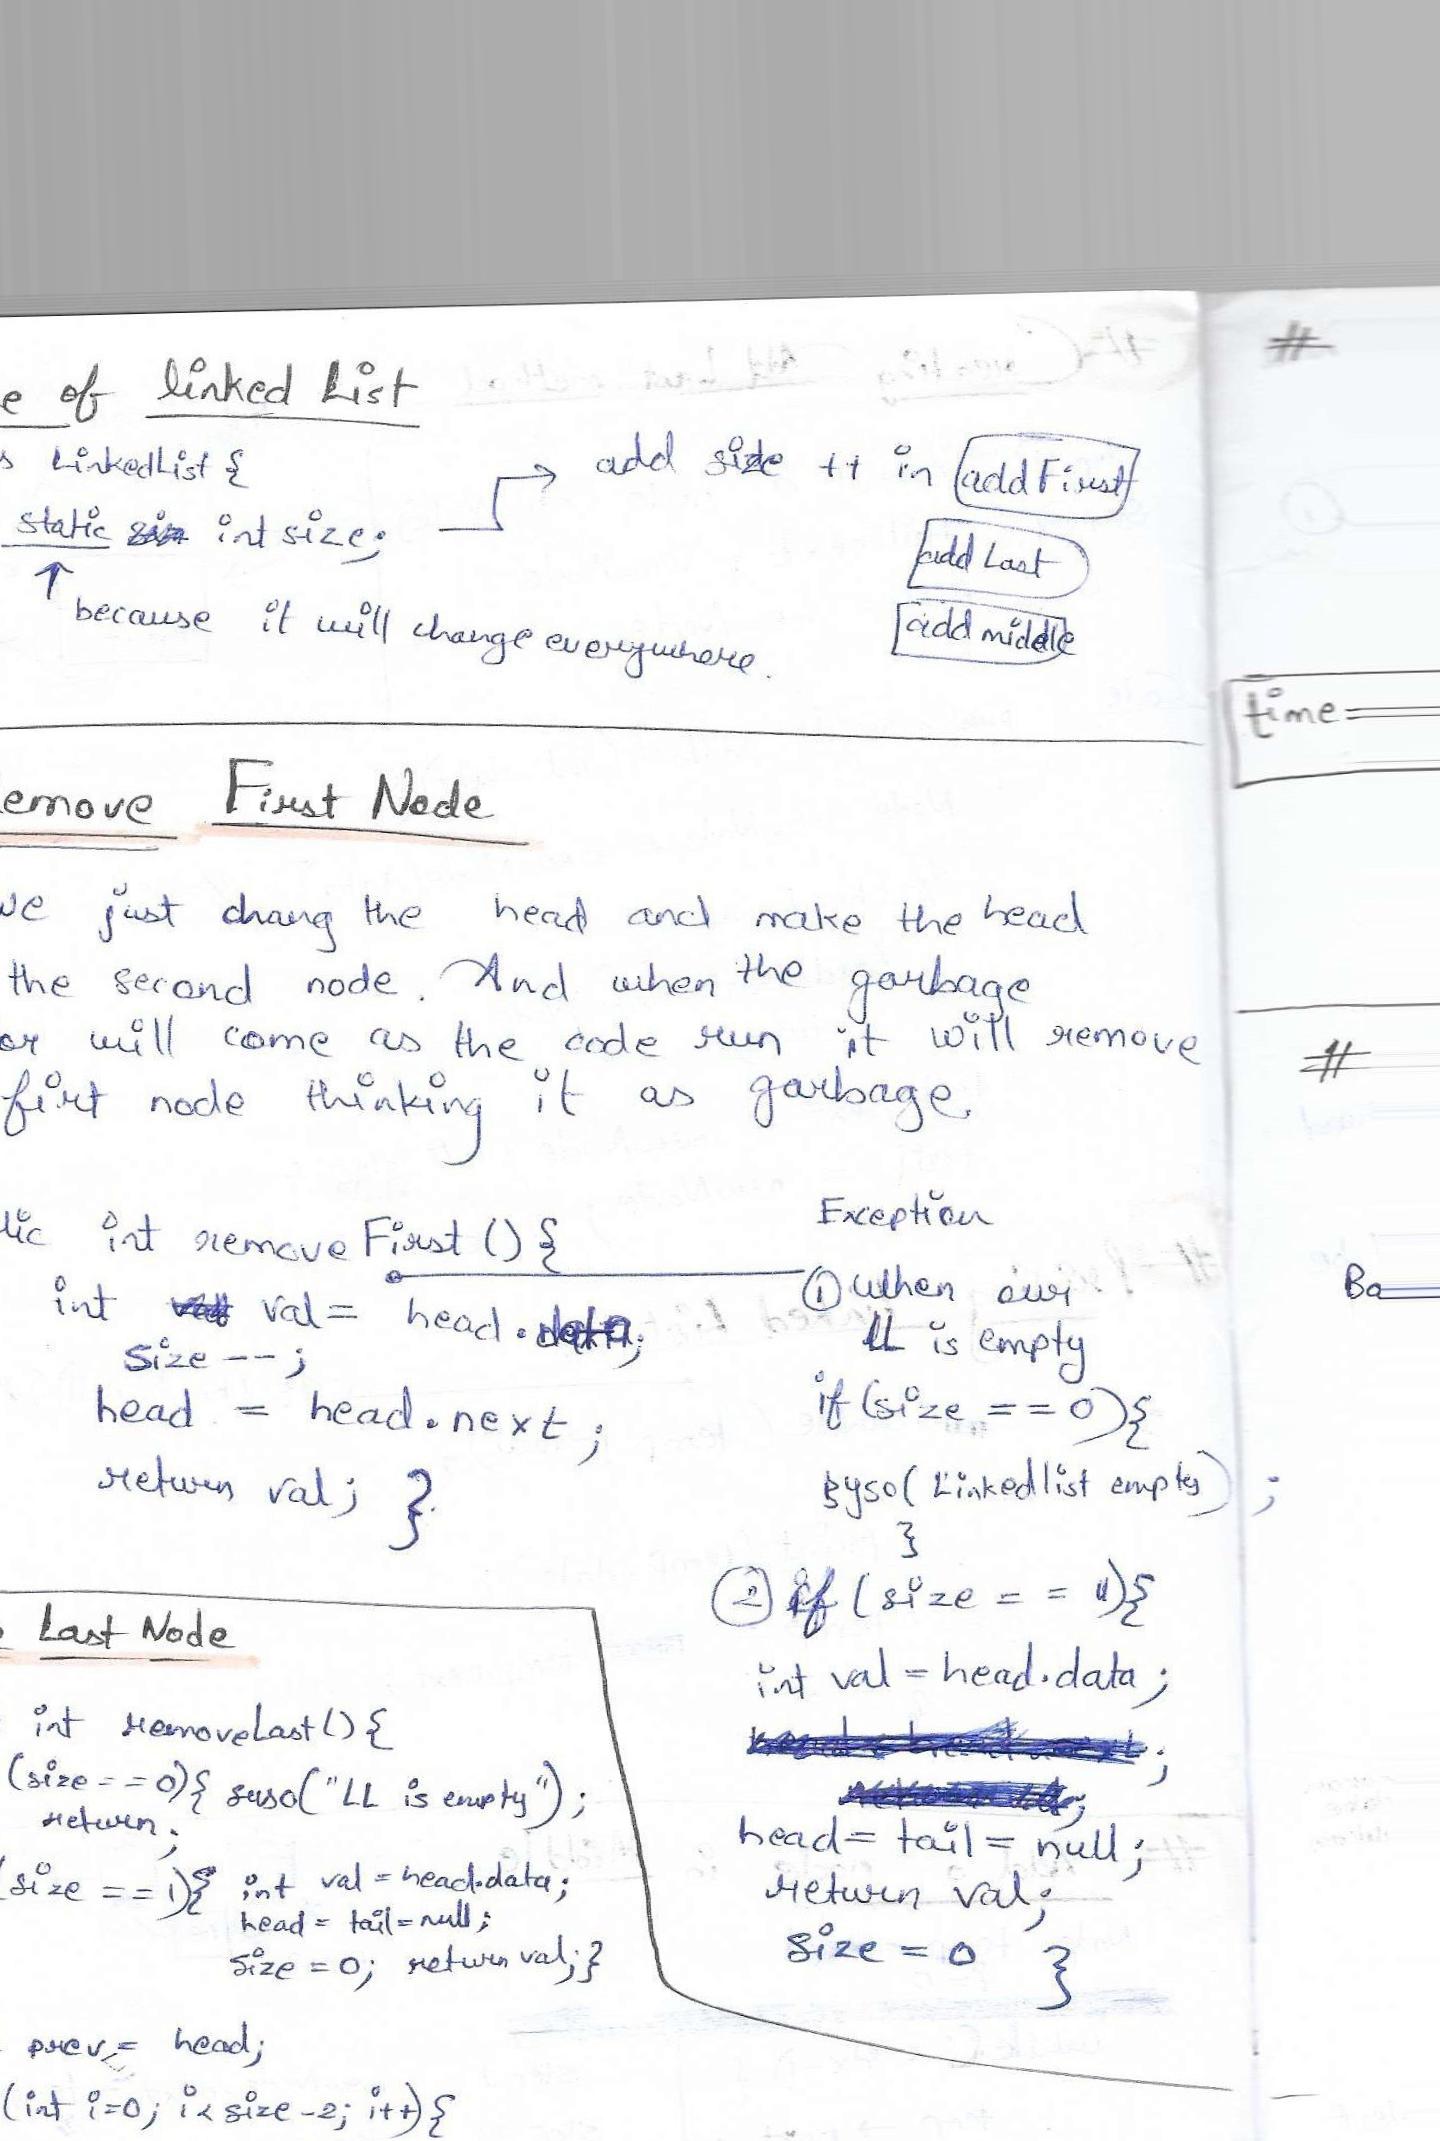 e of linked List
s LinkedList {
static int size;
because it will change everywhere.
add size ++ in addFirst
add Last
add middle
emove First Node
we just chang the head and make the head
the second node. And when the garbage
or will come as the code run it will remove
first node thinking it as garbage.
lic int remove First () {
int val = head.data;
size --;
head = head.next;
return val; }
Exception
① When our
LL is empty
if (size == 0) {
syso( Linkedlist empty) ;
}
② if (size == 1) {
int val = head.data;
head = tail = null;
return val;
size = 0 }
Last Node
int removeLast() {
(size == 0) { syso("LL is empty");
return;
(size == 1) { int val = head.data;
head = tail = null;
size = 0; return val; }
prev = head;
(int i=0; i< size -2; i++) {
#
time =
#
Ba